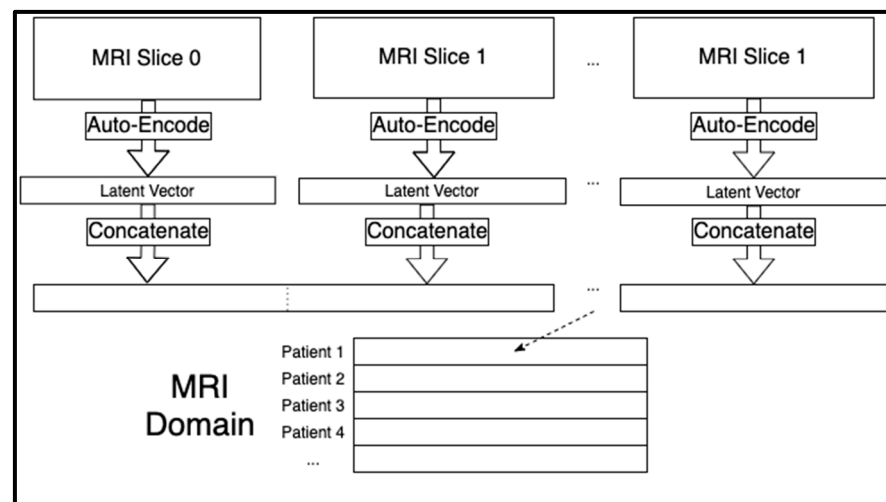 MRI Slice 0
MRI Slice 1
...
MRI Slice 1
Auto-Encode
Auto-Encode
Auto-Encode
Latent Vector
Latent Vector
...
Latent Vector
Concatenate
Concatenate
Concatenate
...
MRI
Domain
Patient 1
Patient 2
Patient 3
Patient 4
...